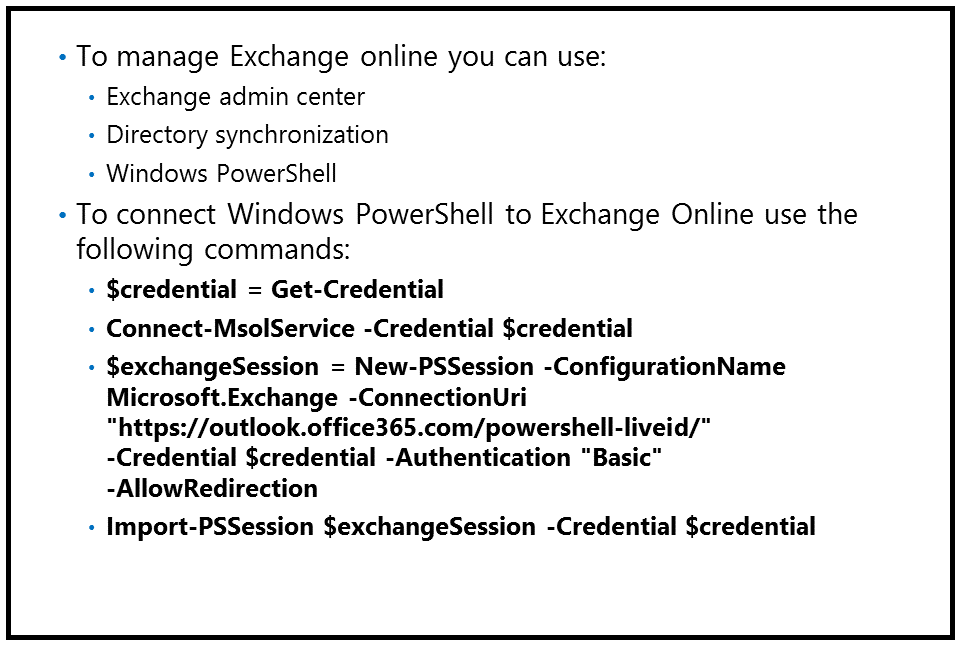 • To manage Exchange online you can use:
• Exchange admin center
• Directory synchronization
• Windows PowerShell
• To connect Windows PowerShell to Exchange Online use the
following commands:
• $credential = Get-Credential
• Connect-MsolService -Credential $credential
• $exchangeSession = New-PSSession -ConfigurationName
Microsoft.Exchange -ConnectionUri
"https://outlook.office365.com/powershell-liveid/"
-Credential $credential -Authentication "Basic"
-AllowRedirection
• Import-PSSession $exchangeSession -Credential $credential